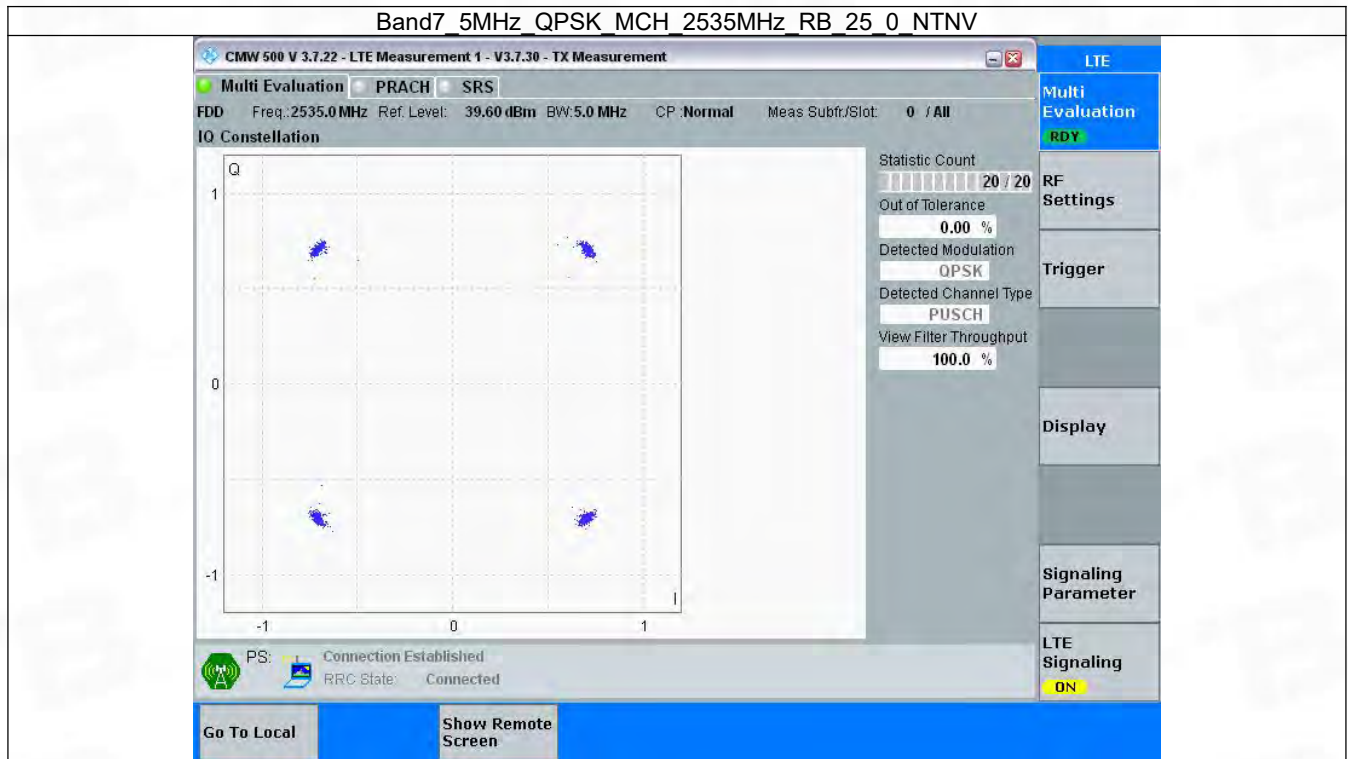 Band7_5MHz_QPSK_MCH_2535MHz_RB_25_0_NTNV
CMW 500 V 3.7.22 - LTE Measurement 1 - V3.7.30 - TX Measurement
LTE
Multi Evaluation PRACH SRS
Multi
Evaluation
RDY
FDD Freq.:2535.0 MHz Ref. Level: 39.60 dBm BW:5.0 MHz CP :Normal Meas Subfr./Slot: 0 / All
IQ Constellation
Q
1
0
-1
I
-1 0 1
Statistic Count
20 / 20
Out of Tolerance
0.00 %
Detected Modulation
QPSK
Detected Channel Type
PUSCH
View Filter Throughput
100.0 %
RF
Settings
Trigger
Display
Signaling
Parameter
LTE
Signaling
ON
PS: Connection Established
RRC State: Connected
Go To Local
Show Remote
Screen